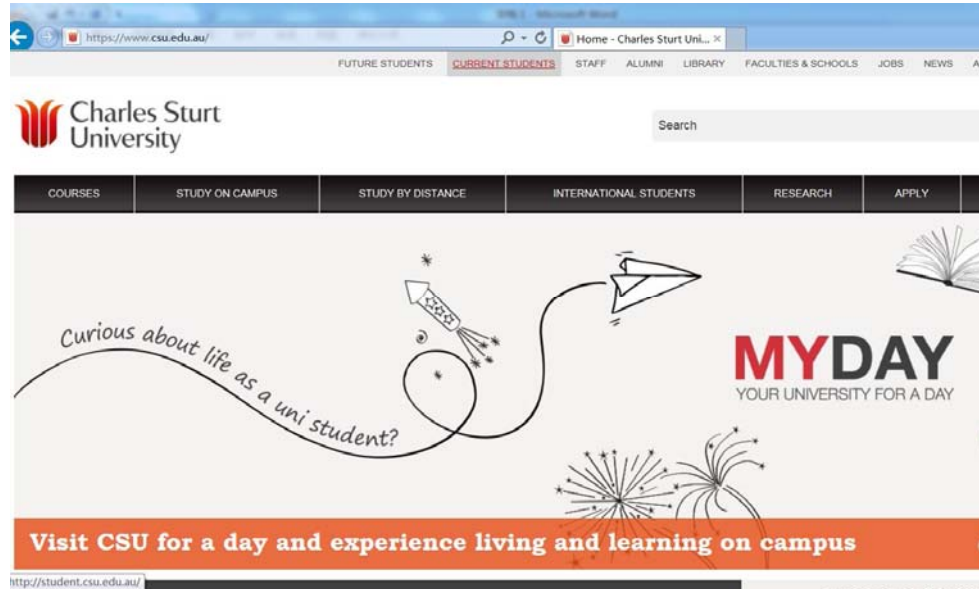 https://www.csu.edu.au/
Home - Charles Sturt Uni...
FUTURE STUDENTS CURRENT STUDENTS STAFF ALUMNI LIBRARY FACULTIES & SCHOOLS JOBS NEWS
Charles Sturt
University
Search
COURSES STUDY ON CAMPUS STUDY BY DISTANCE INTERNATIONAL STUDENTS RESEARCH APPLY
Curious about life as a uni student?
MYDAY
YOUR UNIVERSITY FOR A DAY
Visit CSU for a day and experience living and learning on campus
http://student.csu.edu.au/